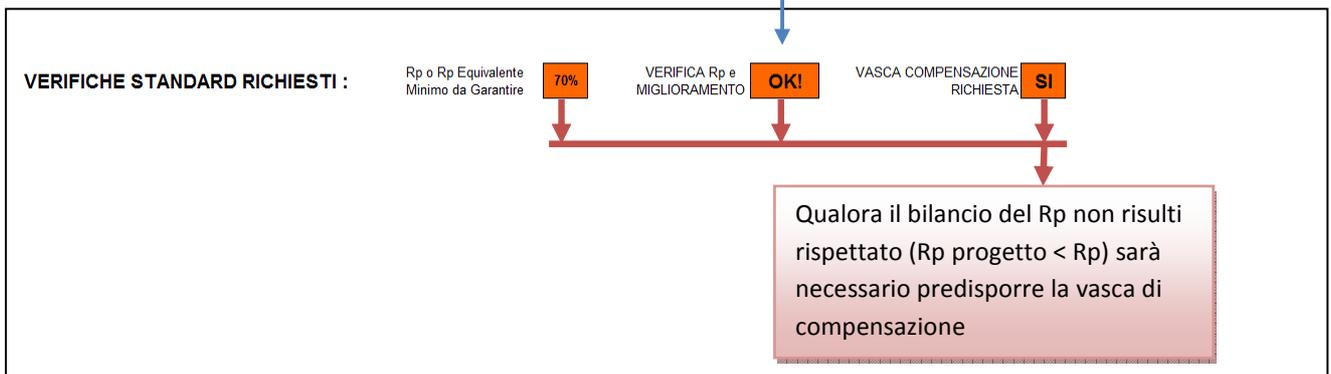 VERIFICHE STANDARD RICHIESTI :
Rp o Rp Equivalente
Minimo da Garantire
70%
VERIFICA Rp e
MIGLIORAMENTO
OK!
VASCA COMPENSAZIONE
RICHIESTA
SI
Qualora il bilancio del Rp non risulti
rispettato (Rp progetto < Rp) sarà
necessario predisporre la vasca di
compensazione